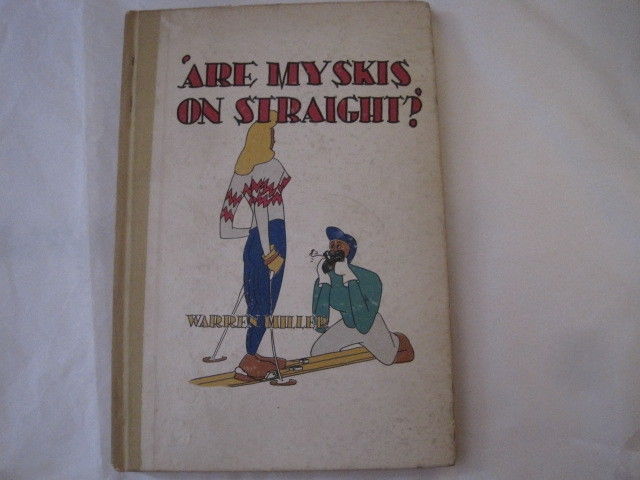 'ARE MY SKIS
ON STRAIGHT?'
WARREN MILLER